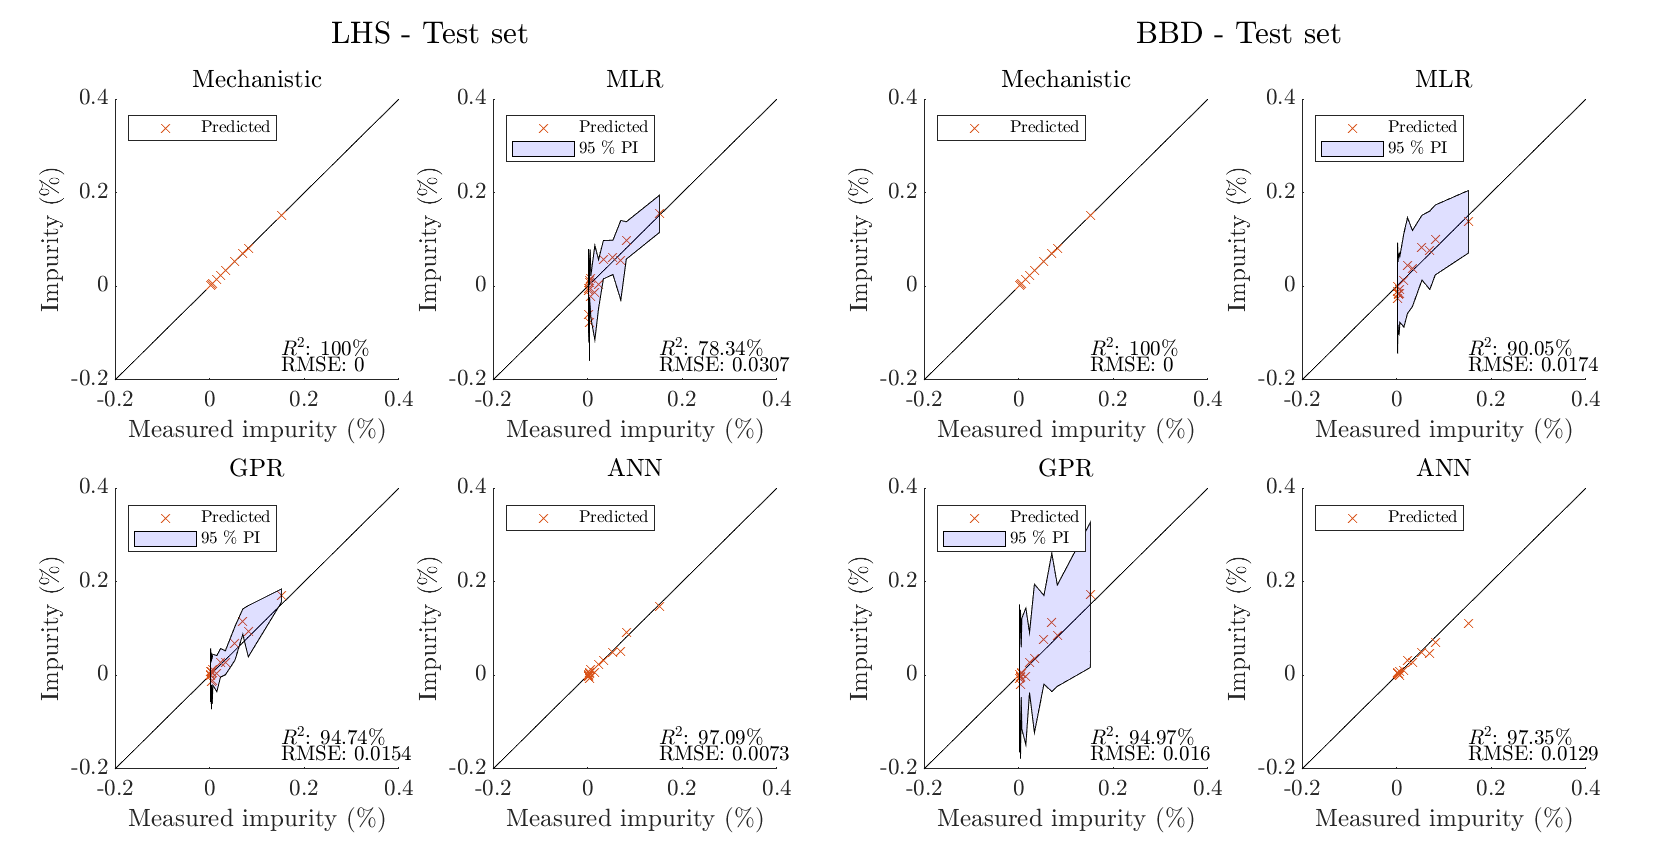 LHS - Test set
Mechanistic
0.4
0.2
0
-0.2
Impurity (%)
Predicted
R²: 100%
RMSE: 0
-0.2 0 0.2 0.4
Measured impurity (%)
MLR
0.4
0.2
0
-0.2
Impurity (%)
Predicted
95 % PI
R²: 78.34%
RMSE: 0.0307
-0.2 0 0.2 0.4
Measured impurity (%)
GPR
0.4
0.2
0
-0.2
Impurity (%)
Predicted
95 % PI
R²: 94.74%
RMSE: 0.0154
-0.2 0 0.2 0.4
Measured impurity (%)
ANN
0.4
0.2
0
-0.2
Impurity (%)
Predicted
R²: 97.09%
RMSE: 0.0073
-0.2 0 0.2 0.4
Measured impurity (%)
BBD - Test set
Mechanistic
0.4
0.2
0
-0.2
Impurity (%)
Predicted
R²: 100%
RMSE: 0
-0.2 0 0.2 0.4
Measured impurity (%)
MLR
0.4
0.2
0
-0.2
Impurity (%)
Predicted
95 % PI
R²: 90.05%
RMSE: 0.0174
-0.2 0 0.2 0.4
Measured impurity (%)
GPR
0.4
0.2
0
-0.2
Impurity (%)
Predicted
95 % PI
R²: 94.97%
RMSE: 0.016
-0.2 0 0.2 0.4
Measured impurity (%)
ANN
0.4
0.2
0
-0.2
Impurity (%)
Predicted
R²: 97.35%
RMSE: 0.0129
-0.2 0 0.2 0.4
Measured impurity (%)